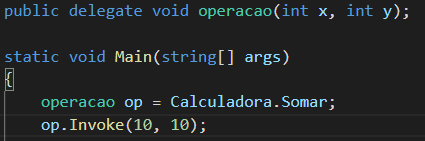 public delegate void operacao(int x, int y);
static void Main(string[] args)
{
operacao op = Calculadora.Somar;
op.Invoke(10, 10);